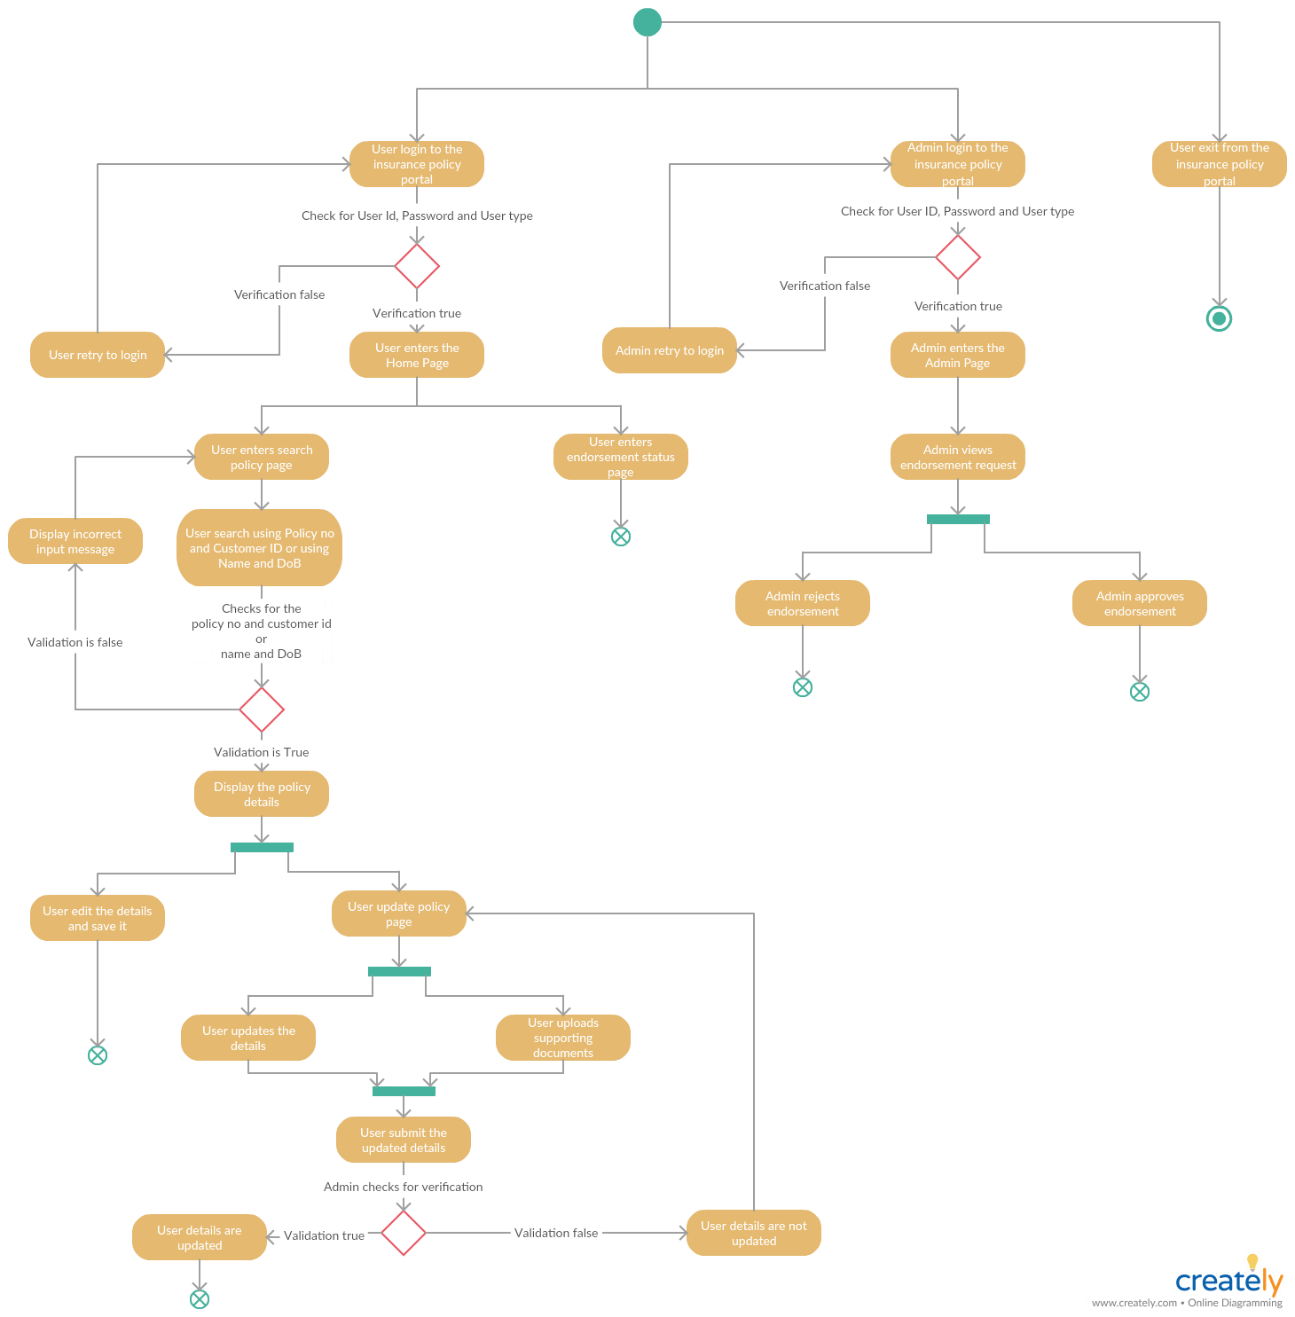 User login to the
insurance policy
portal
Admin login to the
insurance policy
portal
User exit from the
insurance policy
portal
Check for User Id, Password and User type
Check for User ID, Password and User type
Verification false
Verification true
Verification false
Verification true
User retry to login
User enters the
Home Page
Admin retry to login
Admin enters the
Admin Page
User enters search
policy page
User enters
endorsement status
page
Admin views
endorsement request
Display incorrect
input message
User search using Policy no
and Customer ID or using
Name and DoB
Checks for the
policy no and customer id
or
name and DoB
Admin rejects
endorsement
Admin approves
endorsement
Validation is false
Validation is True
Display the policy
details
User edit the details
and save it
User update policy
page
User updates the
details
User uploads
supporting
documents
User submit the
updated details
Admin checks for verification
User details are
updated
Validation true
Validation false
User details are not
updated
creately
www.creately.com • Online Diagramming